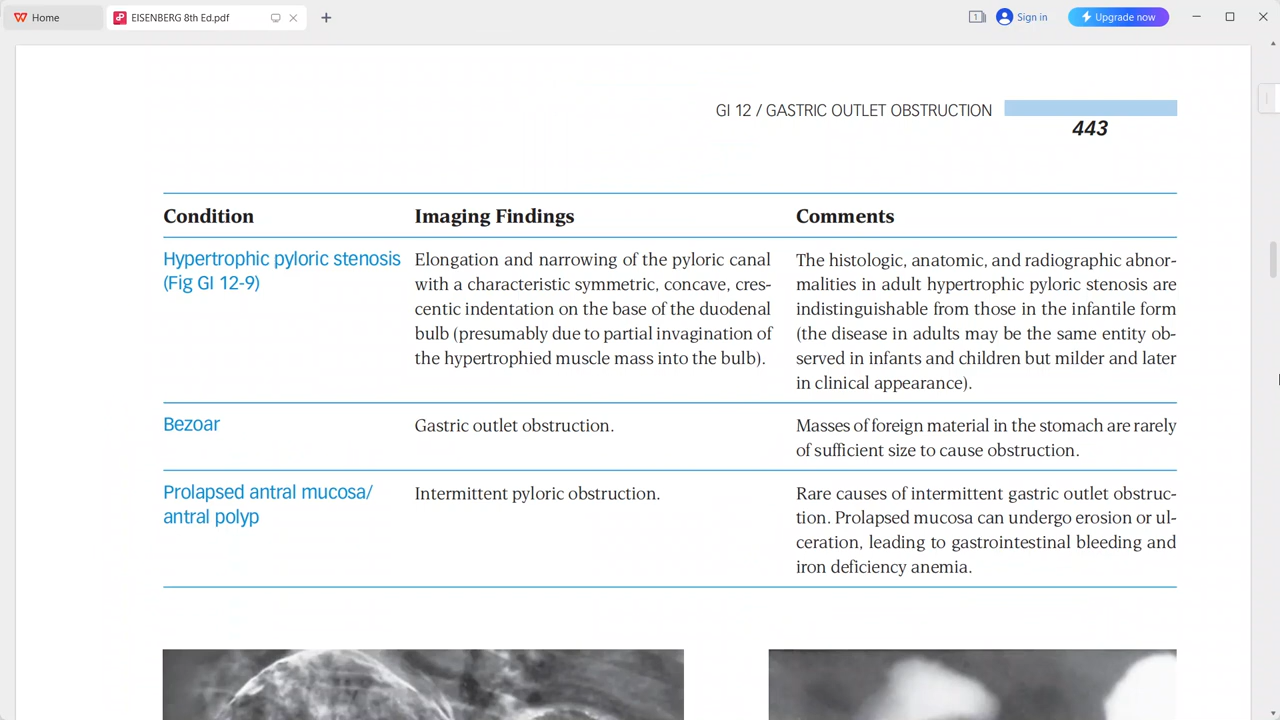 Home
EISENBERG 8th Ed.pdf
1
Sign in
Upgrade now
GI 12 / GASTRIC OUTLET OBSTRUCTION
443
Condition
Imaging Findings
Comments
Hypertrophic pyloric stenosis
(Fig GI 12-9)
Elongation and narrowing of the pyloric canal
with a characteristic symmetric, concave, cres-
centic indentation on the base of the duodenal
bulb (presumably due to partial invagination of
the hypertrophied muscle mass into the bulb).
The histologic, anatomic, and radiographic abnor-
malities in adult hypertrophic pyloric stenosis are
indistinguishable from those in the infantile form
(the disease in adults may be the same entity ob-
served in infants and children but milder and later
in clinical appearance).
Bezoar
Gastric outlet obstruction.
Masses of foreign material in the stomach are rarely
of sufficient size to cause obstruction.
Prolapsed antral mucosa/
antral polyp
Intermittent pyloric obstruction.
Rare causes of intermittent gastric outlet obstruc-
tion. Prolapsed mucosa can undergo erosion or ul-
ceration, leading to gastrointestinal bleeding and
iron deficiency anemia.